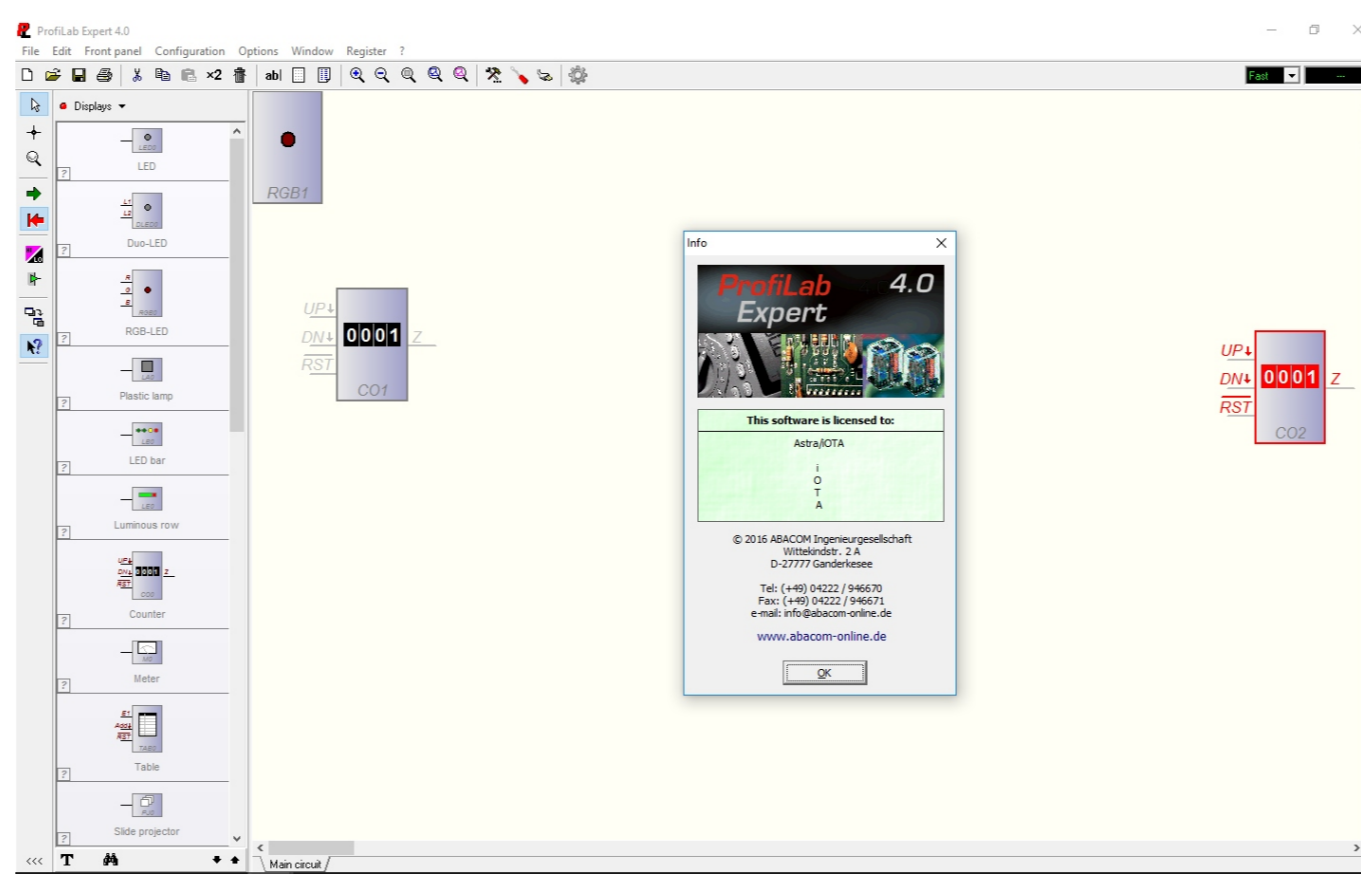 ProfiLab Expert 4.0
File Edit Front panel Configuration Options Window Register ?
×2 abl Fast ---
Displays
LED
Duo-LED
RGB-LED
Plastic lamp
LED bar
Luminous row
Counter
Meter
Table
Slide projector
<<< T
Main circuit
RGB1
UP
DN 0001 Z
RST
CO1
Info
ProfiLab 4.0
Expert
This software is licensed to:
Astra/iOTA
i
O
T
A
© 2016 ABACOM Ingenieurgesellschaft
Wittekindstr. 2 A
D-27777 Ganderkesee
Tel: (+49) 04222 / 946670
Fax: (+49) 04222 / 946671
e-mail: info@abacom-online.de
www.abacom-online.de
OK
UP
DN 0001 Z
RST
CO2